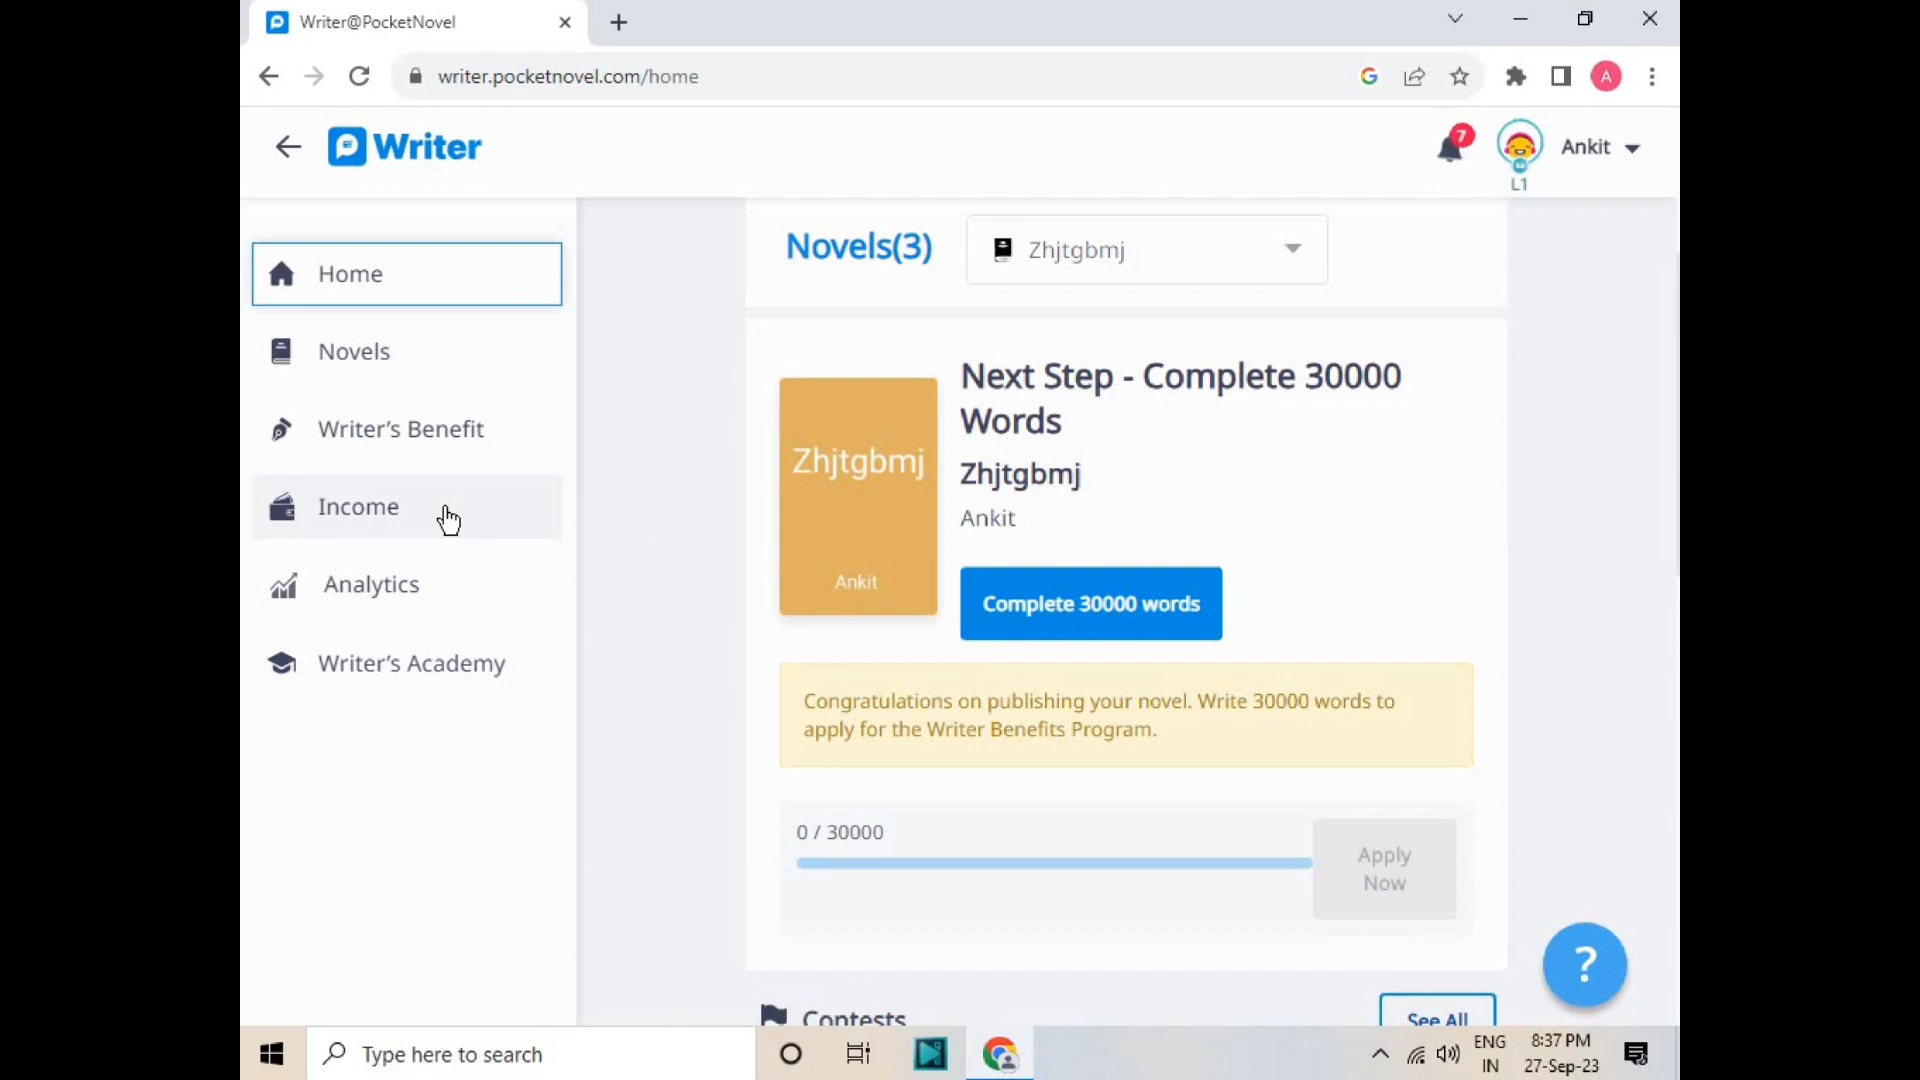 Writer@PocketNovel
writer.pocketnovel.com/home
A
Writer
7
Ankit
L1
Home
Novels
Writer's Benefit
Income
Analytics
Writer's Academy
Novels(3)
Zhjtgbmj
Zhjtgbmj
Ankit
Next Step - Complete 30000
Words
Zhjtgbmj
Ankit
Complete 30000 words
Congratulations on publishing your novel. Write 30000 words to
apply for the Writer Benefits Program.
0 / 30000
Apply
Now
?
Contests
See All
Type here to search
ENG
IN
8:37 PM
27-Sep-23